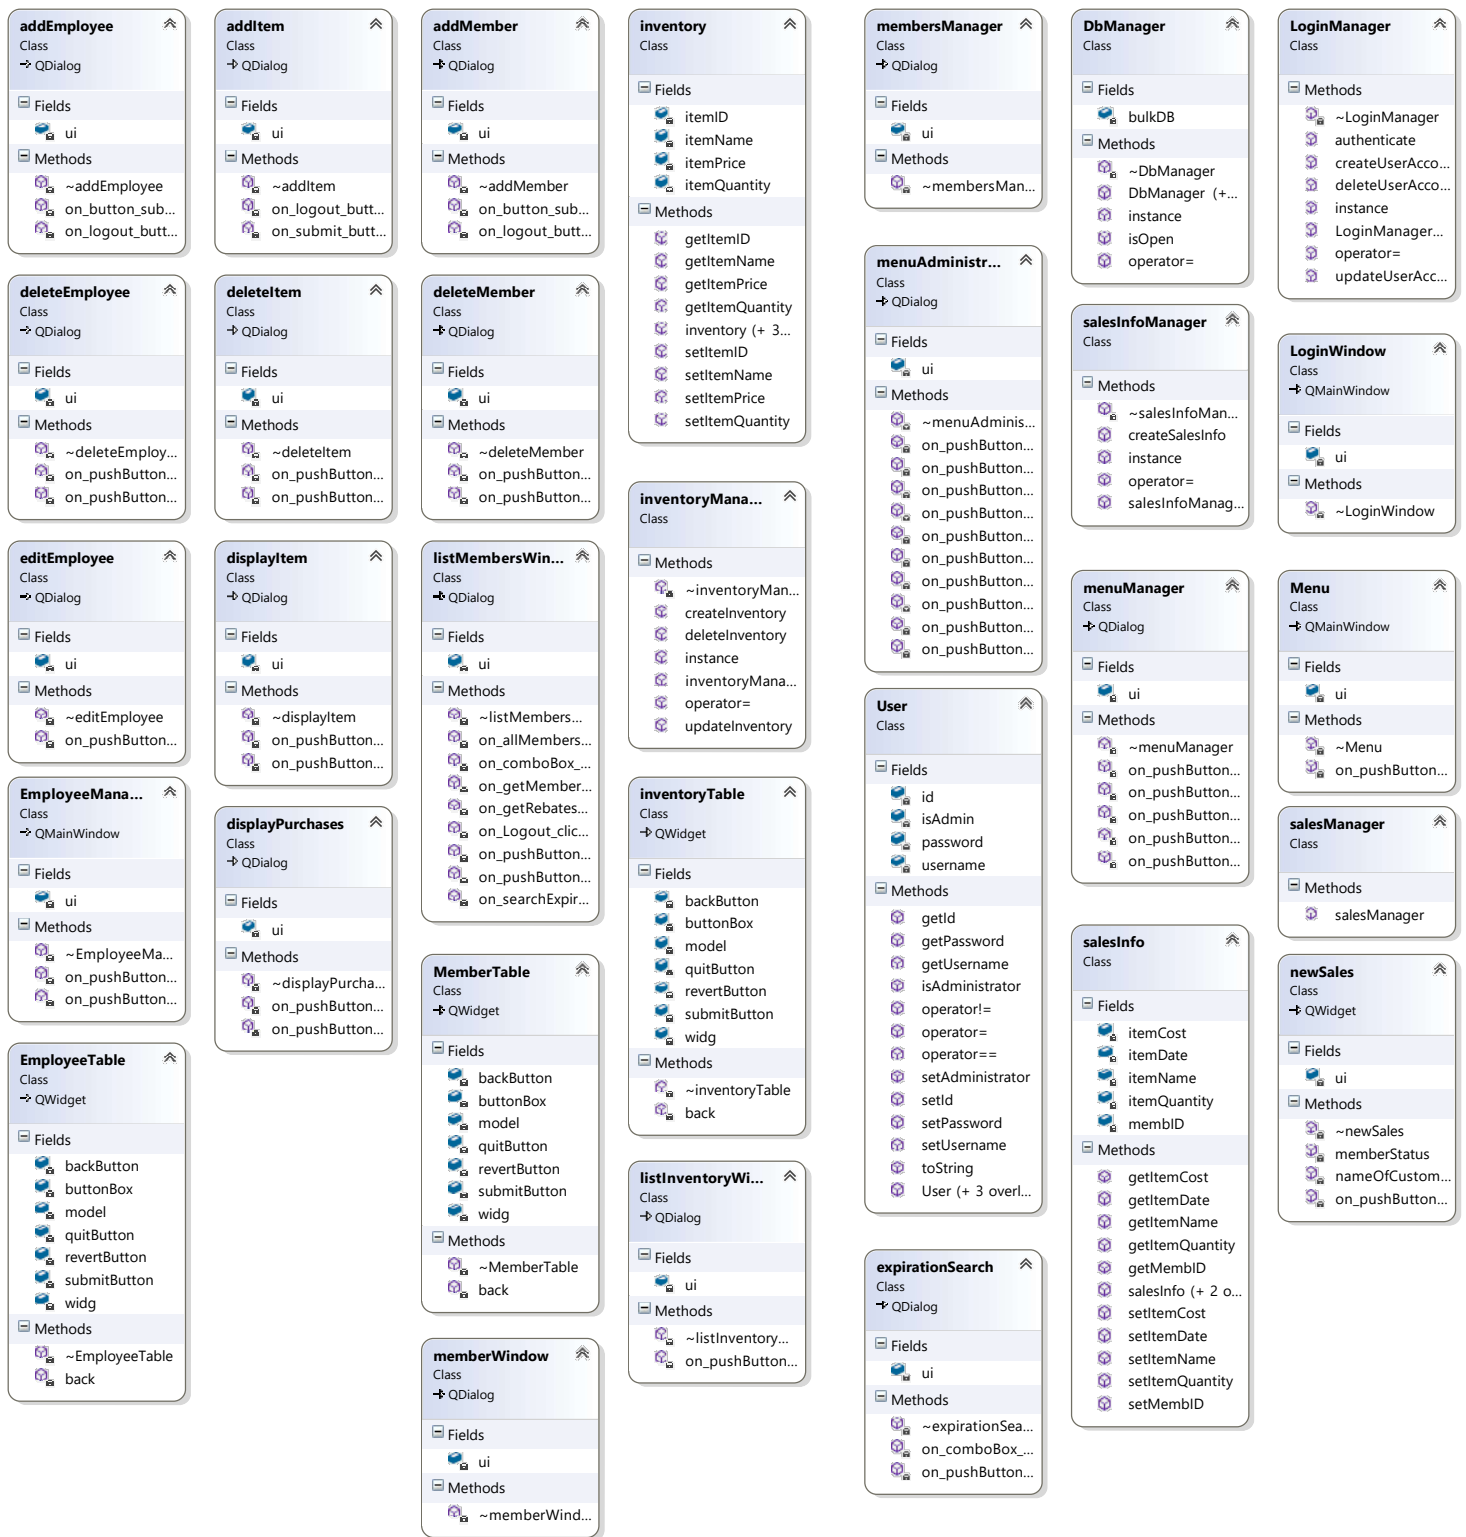 addEmployee
Class
QDialog
Fields
ui
Methods
~addEmployee
on_button_sub...
on_logout_butt...
deleteEmployee
Class
QDialog
Fields
ui
Methods
~deleteEmploy...
on_pushButton...
on_pushButton...
editEmployee
Class
QDialog
Fields
ui
Methods
~editEmployee
on_pushButton...
EmployeeMana...
Class
QMainWindow
Fields
ui
Methods
~EmployeeMa...
on_pushButton...
on_pushButton...
EmployeeTable
Class
QWidget
Fields
backButton
buttonBox
model
quitButton
revertButton
submitButton
widg
Methods
~EmployeeTable
back
addItem
Class
QDialog
Fields
ui
Methods
~addItem
on_logout_butt...
on_submit_butt...
deleteItem
Class
QDialog
Fields
ui
Methods
~deleteItem
on_pushButton...
on_pushButton...
displayItem
Class
QDialog
Fields
ui
Methods
~displayItem
on_pushButton...
on_pushButton...
displayPurchases
Class
QDialog
Fields
ui
Methods
~displayPurcha...
on_pushButton...
on_pushButton...
addMember
Class
QDialog
Fields
ui
Methods
~addMember
on_button_sub...
on_logout_butt...
deleteMember
Class
QDialog
Fields
ui
Methods
~deleteMember
on_pushButton...
on_pushButton...
listMembersWin...
Class
QDialog
Fields
ui
Methods
~listMembers...
on_allMembers...
on_comboBox_...
on_getMember...
on_getRebates...
on_Logout_clic...
on_pushButton...
on_pushButton...
on_searchExpir...
MemberTable
Class
QWidget
Fields
backButton
buttonBox
model
quitButton
revertButton
submitButton
widg
Methods
~MemberTable
back
memberWindow
Class
QDialog
Fields
ui
Methods
~memberWind...
inventory
Class
Fields
itemID
itemName
itemPrice
itemQuantity
Methods
getItemID
getItemName
getItemPrice
getItemQuantity
inventory (+ 3...
setItemID
setItemName
setItemPrice
setItemQuantity
inventoryMana...
Class
Methods
~inventoryMan...
createInventory
deleteInventory
instance
inventoryMana...
operator=
updateInventory
inventoryTable
Class
QWidget
Fields
backButton
buttonBox
model
quitButton
revertButton
submitButton
widg
Methods
~inventoryTable
back
listInventoryWi...
Class
QDialog
Fields
ui
Methods
~listInventory...
on_pushButton...
membersManager
Class
QDialog
Fields
ui
Methods
~membersMan...
menuAdministr...
Class
QDialog
Fields
ui
Methods
~menuAdminis...
on_pushButton...
on_pushButton...
on_pushButton...
on_pushButton...
on_pushButton...
on_pushButton...
on_pushButton...
on_pushButton...
on_pushButton...
on_pushButton...
User
Class
Fields
id
isAdmin
password
username
Methods
getId
getPassword
getUsername
isAdministrator
operator!=
operator=
operator==
setAdministrator
setId
setPassword
setUsername
toString
User (+ 3 overl...
expirationSearch
Class
QDialog
Fields
ui
Methods
~expirationSea...
on_comboBox_...
on_pushButton...
DbManager
Class
Fields
bulkDB
Methods
~DbManager
DbManager (+...
instance
isOpen
operator=
salesInfoManager
Class
Methods
~salesInfoMan...
createSalesInfo
instance
operator=
salesInfoManag...
menuManager
Class
QDialog
Fields
ui
Methods
~menuManager
on_pushButton...
on_pushButton...
on_pushButton...
on_pushButton...
on_pushButton...
salesInfo
Class
Fields
itemCost
itemDate
itemName
itemQuantity
membID
Methods
getItemCost
getItemDate
getItemName
getItemQuantity
getMembID
salesInfo (+ 2 o...
setItemCost
setItemDate
setItemName
setItemQuantity
setMembID
LoginManager
Class
Methods
~LoginManager
authenticate
createUserAcco...
deleteUserAcco...
instance
LoginManager...
operator=
updateUserAcc...
LoginWindow
Class
QMainWindow
Fields
ui
Methods
~LoginWindow
Menu
Class
QMainWindow
Fields
ui
Methods
~Menu
on_pushButton...
salesManager
Class
Methods
salesManager
newSales
Class
QWidget
Fields
ui
Methods
~newSales
memberStatus
nameOfCustom...
on_pushButton...